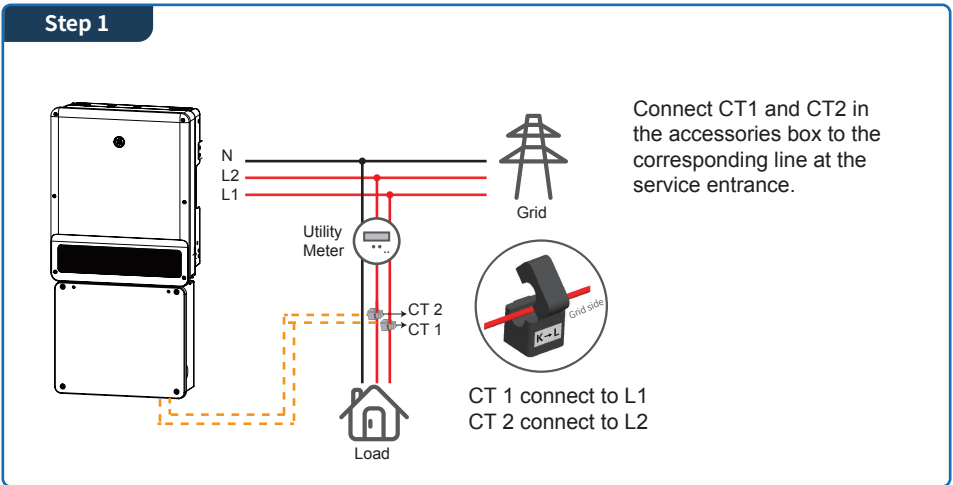 Step 1
Connect CT1 and CT2 in
the accessories box to the
corresponding line at the
service entrance.
N
L2
L1
Grid
Utility
Meter
CT 2
CT 1
Grid side
K→L
CT 1 connect to L1
CT 2 connect to L2
Load